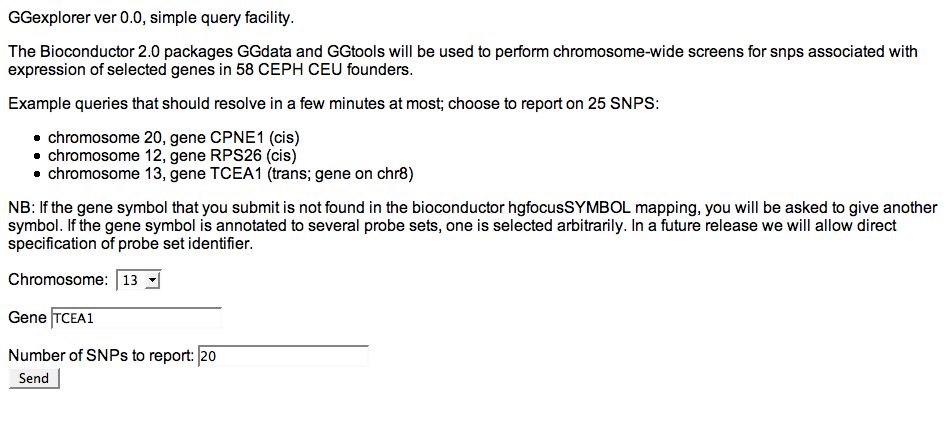 GGexplorer ver 0.0, simple query facility.
The Bioconductor 2.0 packages GGdata and GGtools will be used to perform chromosome-wide screens for snps associated with
expression of selected genes in 58 CEPH CEU founders.
Example queries that should resolve in a few minutes at most; choose to report on 25 SNPS:
• chromosome 20, gene CPNE1 (cis)
• chromosome 12, gene RPS26 (cis)
• chromosome 13, gene TCEA1 (trans; gene on chr8)
NB: If the gene symbol that you submit is not found in the bioconductor hgfocusSYMBOL mapping, you will be asked to give another
symbol. If the gene symbol is annotated to several probe sets, one is selected arbitrarily. In a future release we will allow direct
specification of probe set identifier.
Chromosome: 13
Gene TCEA1
Number of SNPs to report: 20
Send